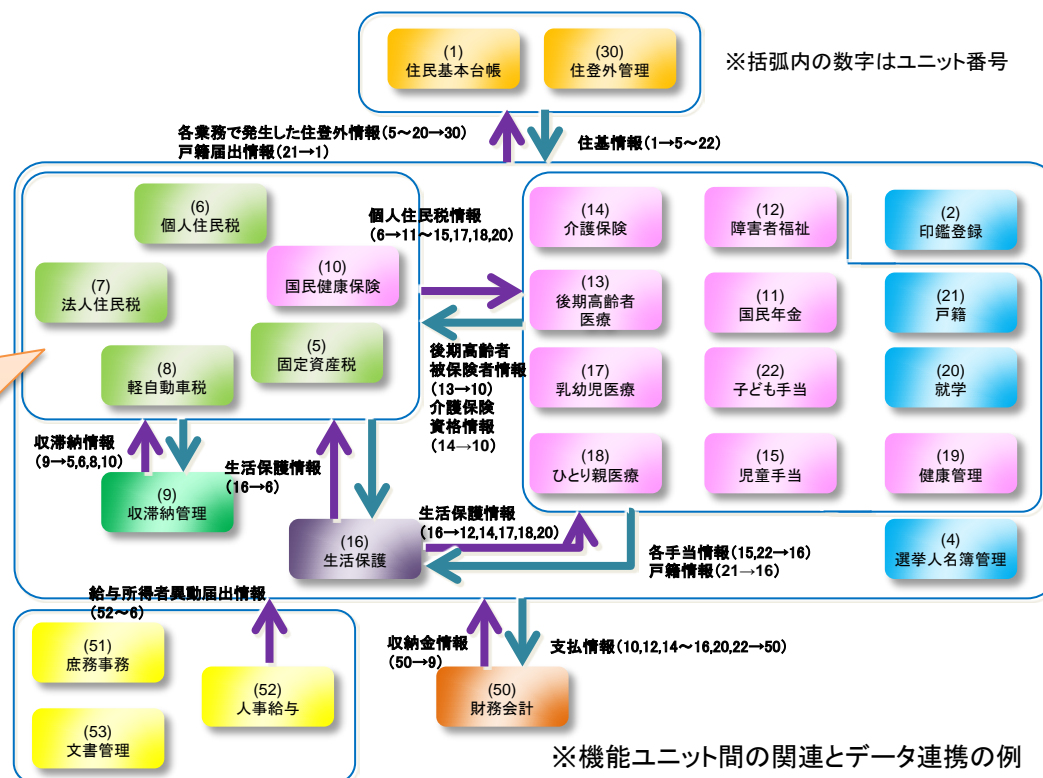 (1)
住民基本台帳
(30)
住登外管理
※括弧内の数字はユニット番号
各業務で発生した住登外情報(5～20→30)
戸籍届出情報(21→1)
住基情報(1→5～22)
(6)
個人住民税
(7)
法人住民税
(10)
国民健康保険
(5)
固定資産税
(8)
軽自動車税
個人住民税情報
(6→11～15,17,18,20)
後期高齢者
被保険者情報
(13→10)
介護保険
資格情報
(14→10)
(14)
介護保険
(12)
障害者福祉
(2)
印鑑登録
(13)
後期高齢者
医療
(11)
国民年金
(21)
戸籍
(17)
乳幼児医療
(22)
子ども手当
(20)
就学
(18)
ひとり親医療
(15)
児童手当
(19)
健康管理
(4)
選挙人名簿管理
収滞納情報
(9→5,6,8,10)
(9)
収滞納管理
生活保護情報
(16→6)
(16)
生活保護
生活保護情報
(16→12,14,17,18,20)
各手当情報(15,22→16)
戸籍情報(21→16)
給与所得者異動届出情報
(52～6)
(51)
庶務事務
(52)
人事給与
(53)
文書管理
収納金情報
(50→9)
支払情報(10,12,14～16,20,22→50)
(50)
財務会計
※機能ユニット間の関連とデータ連携の例